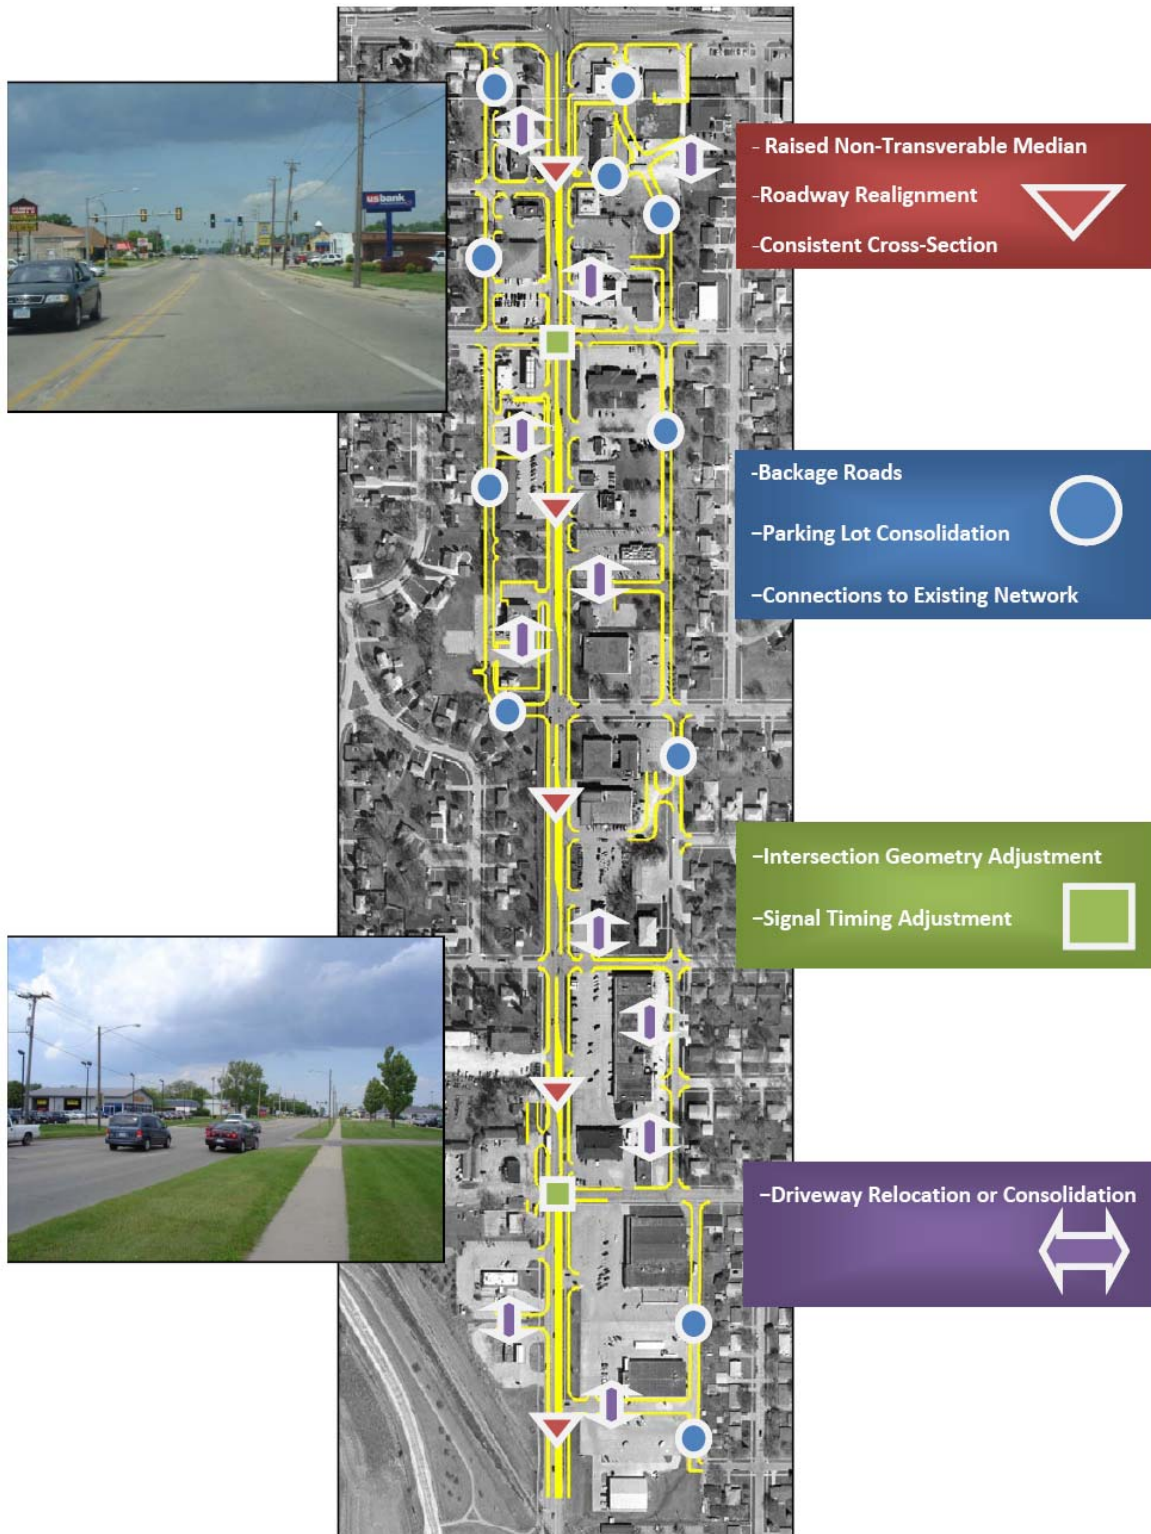 usbank
- Raised Non-Transverable Median
-Roadway Realignment
-Consistent Cross-Section
-Backage Roads
–Parking Lot Consolidation
–Connections to Existing Network
–Intersection Geometry Adjustment
–Signal Timing Adjustment
–Driveway Relocation or Consolidation